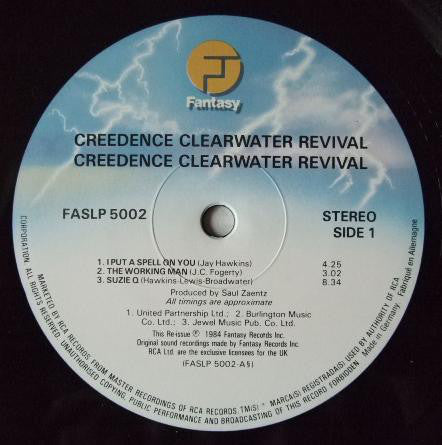 Fantasy
CREEDENCE CLEARWATER REVIVAL
CREEDENCE CLEARWATER REVIVAL
FASLP 5002
STEREO
SIDE 1
1. I PUT A SPELL ON YOU (Jay Hawkins) 4.25
2. THE WORKING MAN (J.C. Fogerty) 3.02
3. SUZIE Q (Hawkins-Lewis-Broadwater) 8.34
Produced by Saul Zaentz
All timings are approximate
1. United Partnership Ltd.; 2. Burlington Music
Co. Ltd.; 3. Jewel Music Pub. Co. Ltd.
This Re-issue ℗ 1984 Fantasy Records Inc.
Original sound recordings made by Fantasy Records Inc.
RCA Ltd. are the exclusive licensees for the UK
(FASLP 5002-A§)
MARKETED BY RCA RECORDS FROM MASTER RECORDINGS OF RCA RECORDS. TM(S) ® MARCA(S) REGISTRADA(S) USED BY AUTHORITY OF RCA
CORPORATION. ALL RIGHTS RESERVED. UNAUTHORISED COPYING, PUBLIC PERFORMANCE AND BROADCASTING OF THIS RECORD FORBIDDEN. Made in Germany. Fabriqué en Allemagne